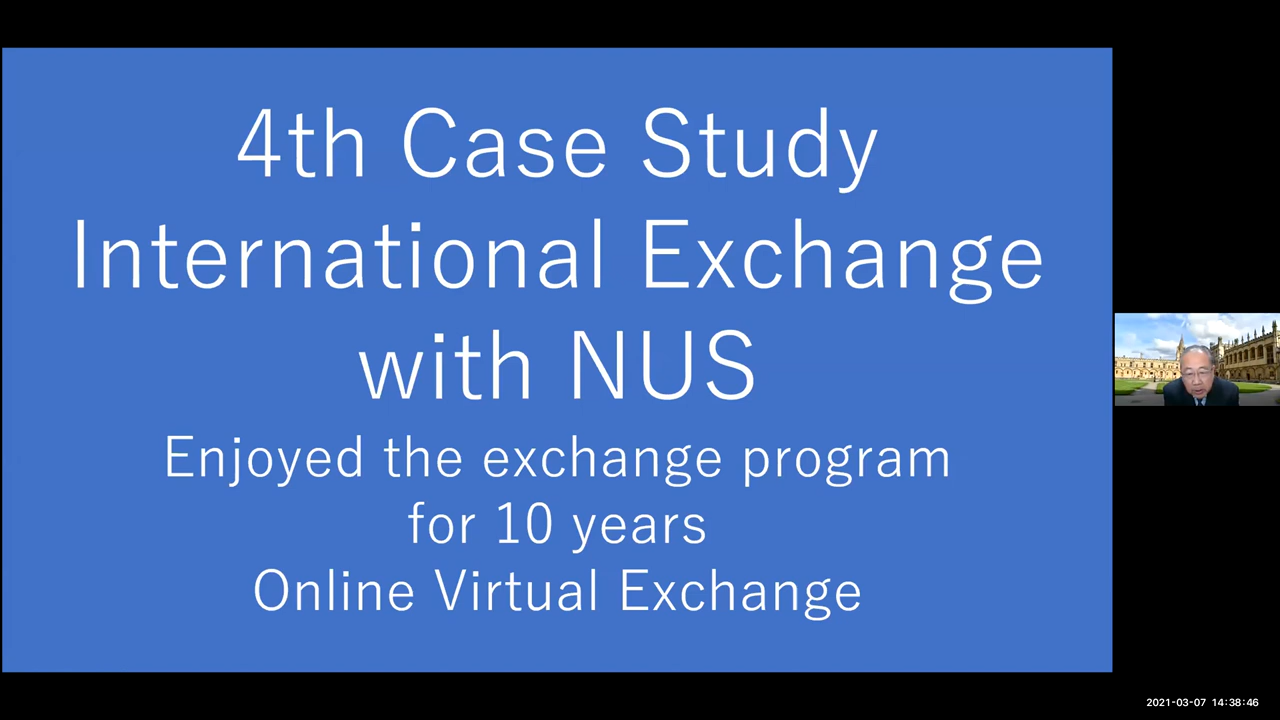 4th Case Study
International Exchange
with NUS
Enjoyed the exchange program
for 10 years
Online Virtual Exchange
2021-03-07 14:38:46